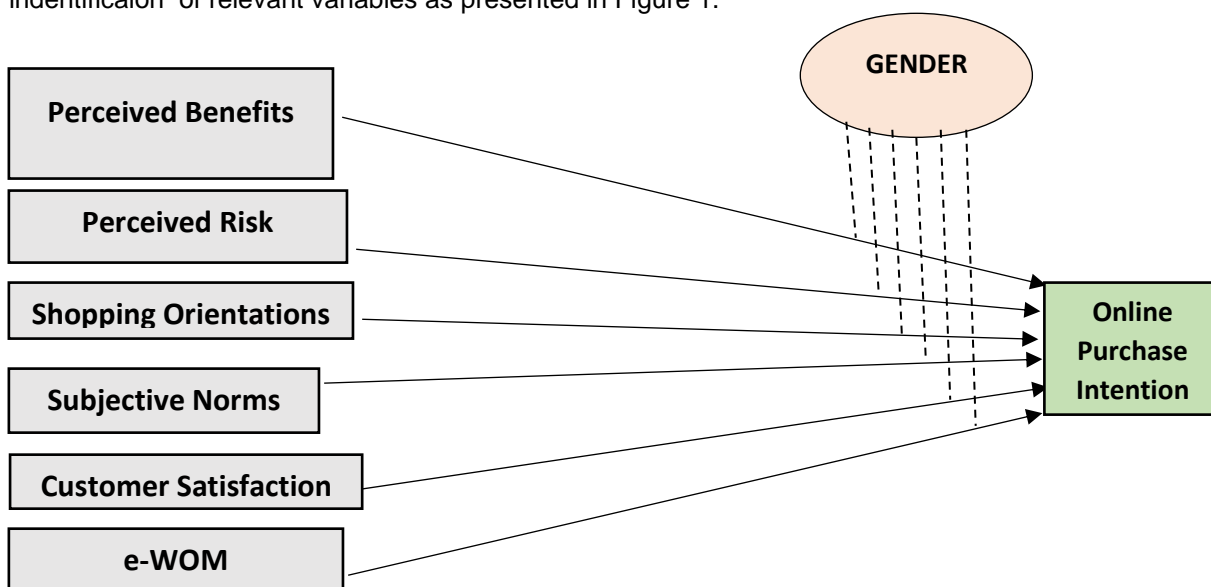 indentificaion of relevant variables as presented in Figure 1.
GENDER
Perceived Benefits
Perceived Risk
Shopping Orientations
Subjective Norms
Customer Satisfaction
e-WOM
Online
Purchase
Intention